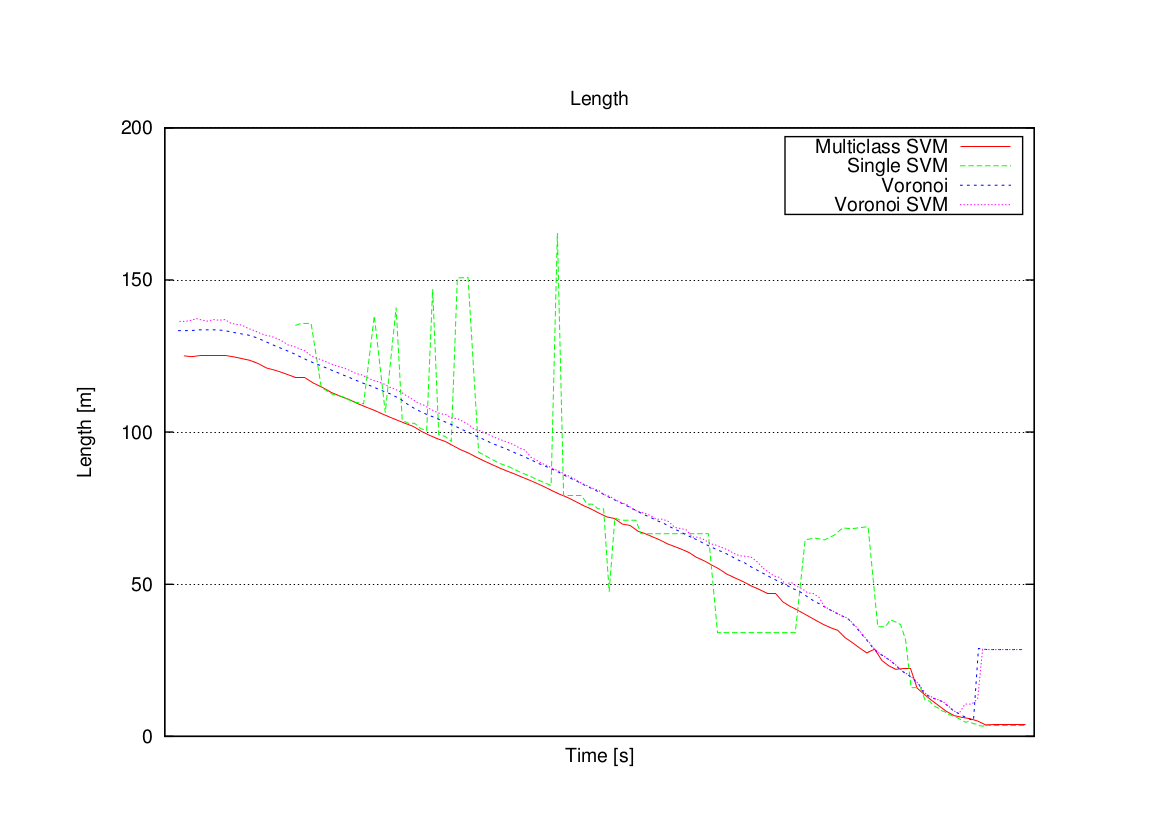 Length
200
Multiclass SVM
Single SVM
Voronoi
Voronoi SVM
150
100
Length [m]
50
0
Time [s]